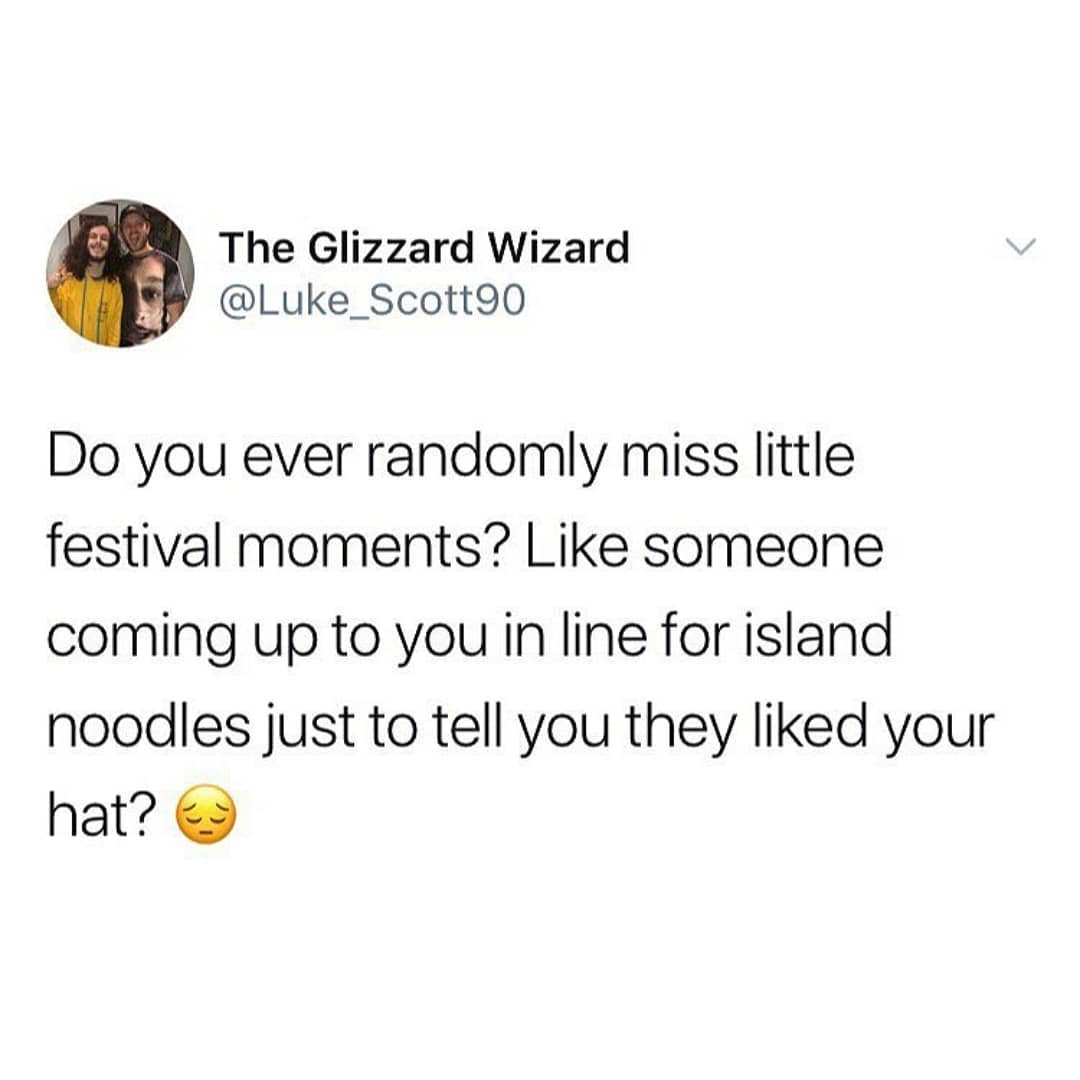 The Glizzard Wizard
@Luke_Scott90
Do you ever randomly miss little
festival moments? Like someone
coming up to you in line for island
noodles just to tell you they liked your
hat? 😔